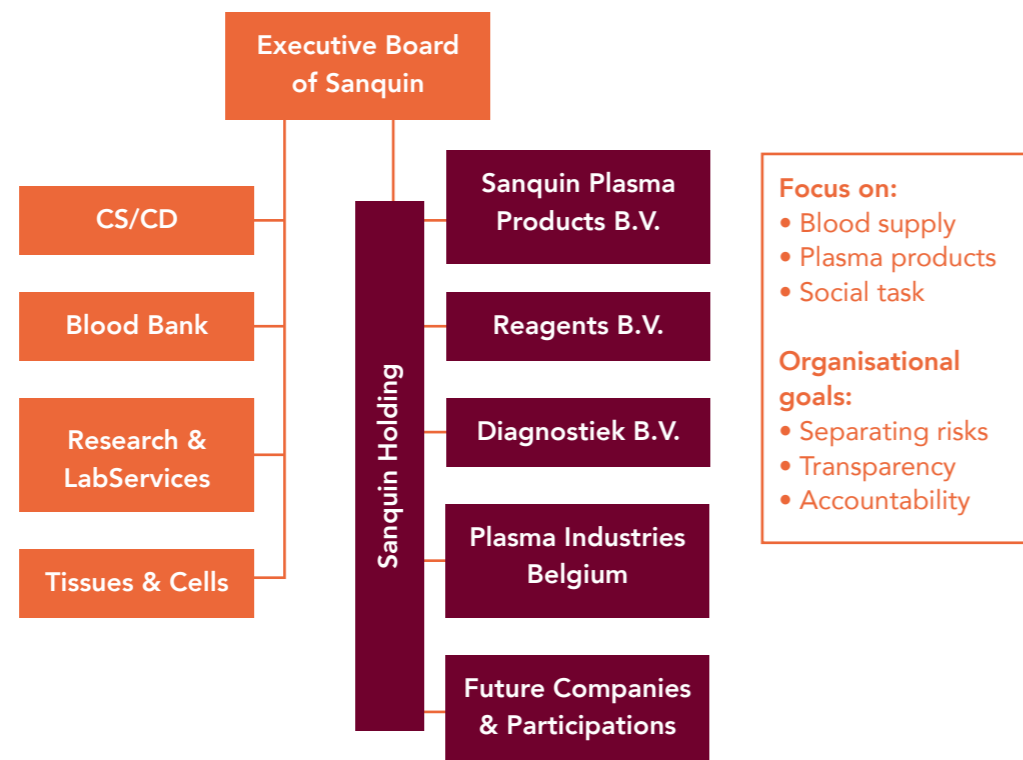 Executive Board
of Sanquin
CS/CD
Blood Bank
Research &
LabServices
Tissues & Cells
Sanquin Holding
Sanquin Plasma
Products B.V.
Reagents B.V.
Diagnostiek B.V.
Plasma Industries
Belgium
Future Companies
& Participations
Focus on:
• Blood supply
• Plasma products
• Social task
Organisational
goals:
• Separating risks
• Transparency
• Accountability